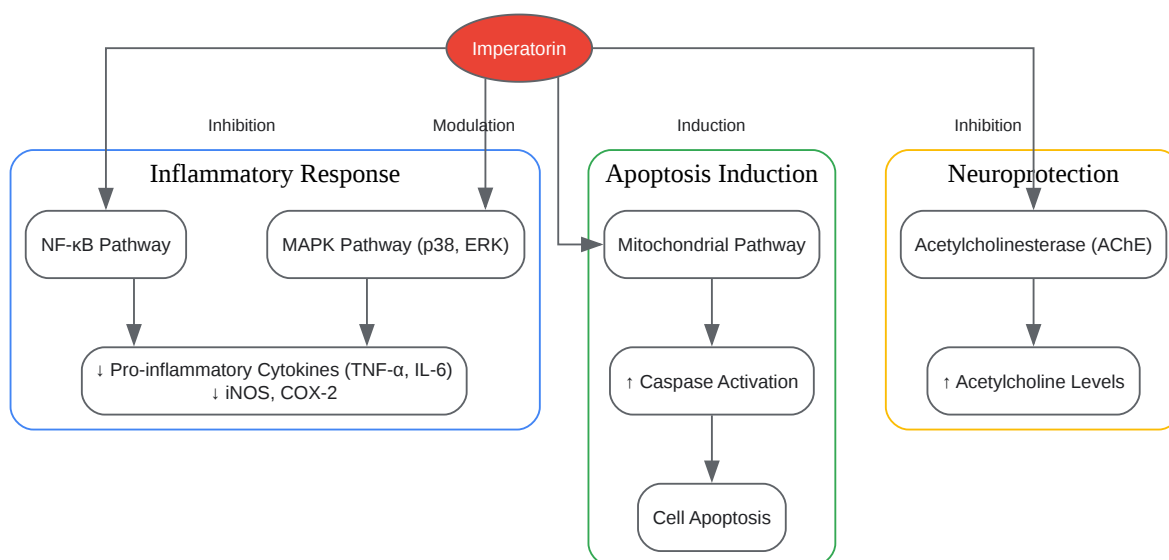 Imperatorin
Inhibition
Modulation
Induction
Inhibition
Inflammatory Response
Apoptosis Induction
Neuroprotection
NF-κB Pathway
MAPK Pathway (p38, ERK)
Mitochondrial Pathway
Acetylcholinesterase (AChE)
↓ Pro-inflammatory Cytokines (TNF-α, IL-6)
↓ iNOS, COX-2
↑ Caspase Activation
↑ Acetylcholine Levels
Cell Apoptosis